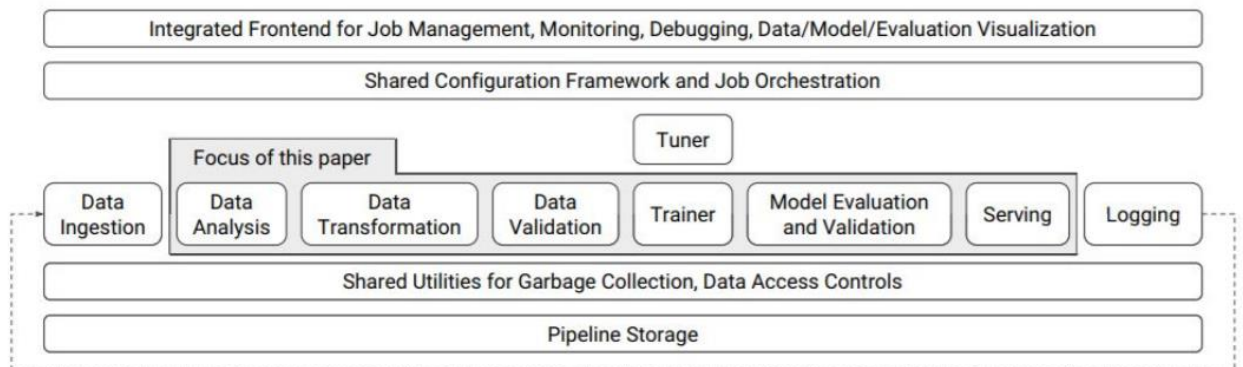 Integrated Frontend for Job Management, Monitoring, Debugging, Data/Model/Evaluation Visualization
Shared Configuration Framework and Job Orchestration
Tuner
Focus of this paper
Data
Ingestion
Data
Analysis
Data
Transformation
Data
Validation
Trainer
Model Evaluation
and Validation
Serving
Logging
Shared Utilities for Garbage Collection, Data Access Controls
Pipeline Storage